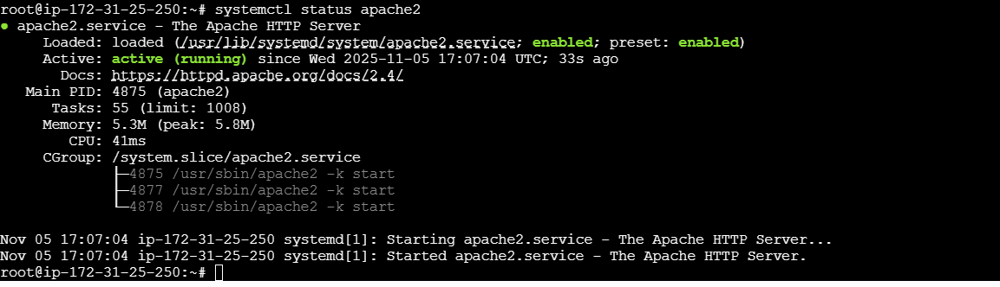 root@ip-172-31-25-250:~# systemctl status apache2
● apache2.service - The Apache HTTP Server
     Loaded: loaded (/usr/lib/systemd/system/apache2.service; enabled; preset: enabled)
     Active: active (running) since Wed 2025-11-05 17:07:04 UTC; 33s ago
       Docs: https://httpd.apache.org/docs/2.4/
   Main PID: 4875 (apache2)
      Tasks: 55 (limit: 1008)
     Memory: 5.3M (peak: 5.8M)
        CPU: 41ms
     CGroup: /system.slice/apache2.service
             ├─4875 /usr/sbin/apache2 -k start
             ├─4877 /usr/sbin/apache2 -k start
             └─4878 /usr/sbin/apache2 -k start

Nov 05 17:07:04 ip-172-31-25-250 systemd[1]: Starting apache2.service - The Apache HTTP Server...
Nov 05 17:07:04 ip-172-31-25-250 systemd[1]: Started apache2.service - The Apache HTTP Server.
root@ip-172-31-25-250:~#